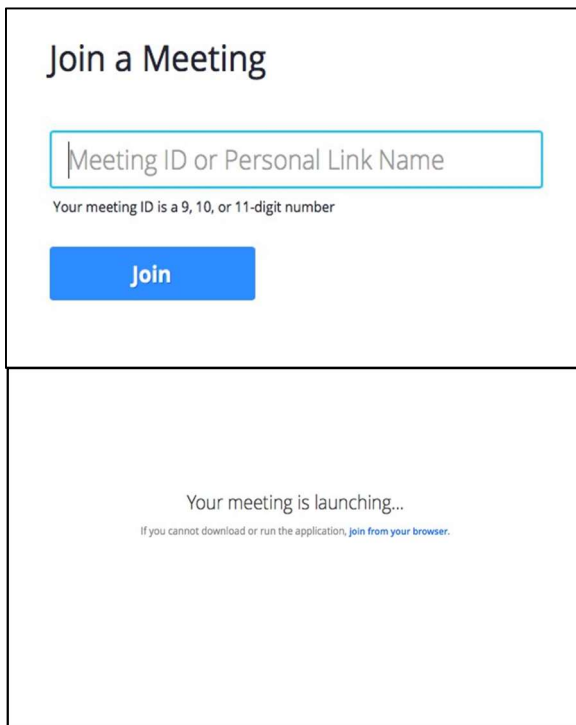 Join a Meeting
Meeting ID or Personal Link Name
Your meeting ID is a 9, 10, or 11-digit number
Join
Your meeting is launching...
If you cannot download or run the application, join from your browser.